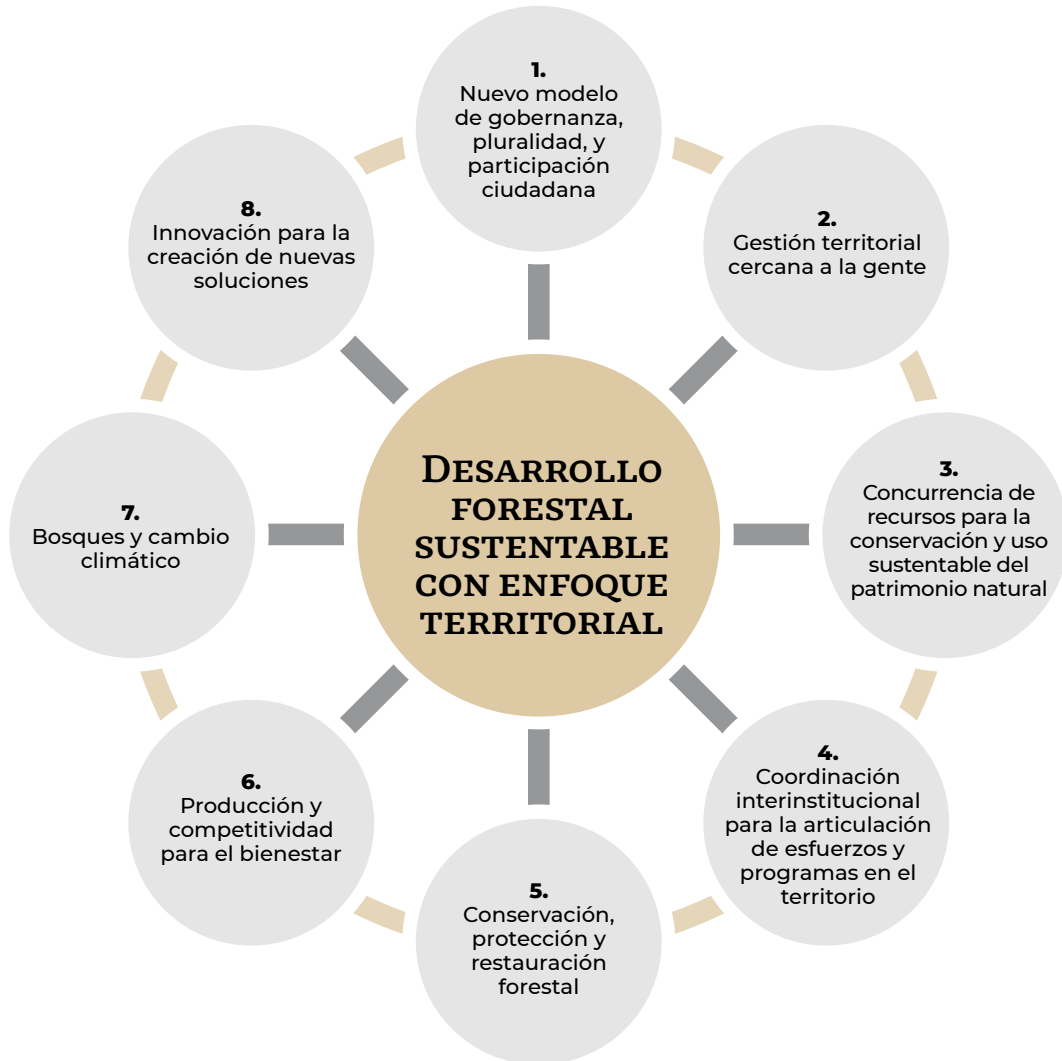 1.
Nuevo modelo
de gobernanza,
pluralidad, y
participación
ciudadana
2.
Gestión territorial
cercana a la gente
3.
Concurrencia de
recursos para la
conservación y uso
sustentable del
patrimonio natural
4.
Coordinación
interinstitucional
para la articulación
de esfuerzos y
programas en el
territorio
5.
Conservación,
protección y
restauración
forestal
6.
Producción y
competitividad
para el bienestar
7.
Bosques y cambio
climático
8.
Innovación para la
creación de nuevas
soluciones
DESARROLLO
FORESTAL
SUSTENTABLE
CON ENFOQUE
TERRITORIAL